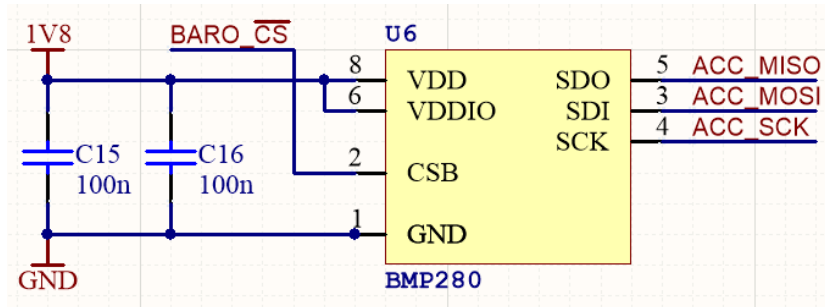 1V8
BARO_CS
U6
8 VDD
6 VDDIO
2 CSB
1 GND
SDO 5 ACC_MISO
SDI 3 ACC_MOSI
SCK 4 ACC_SCK
C15
100n
C16
100n
GND
BMP280